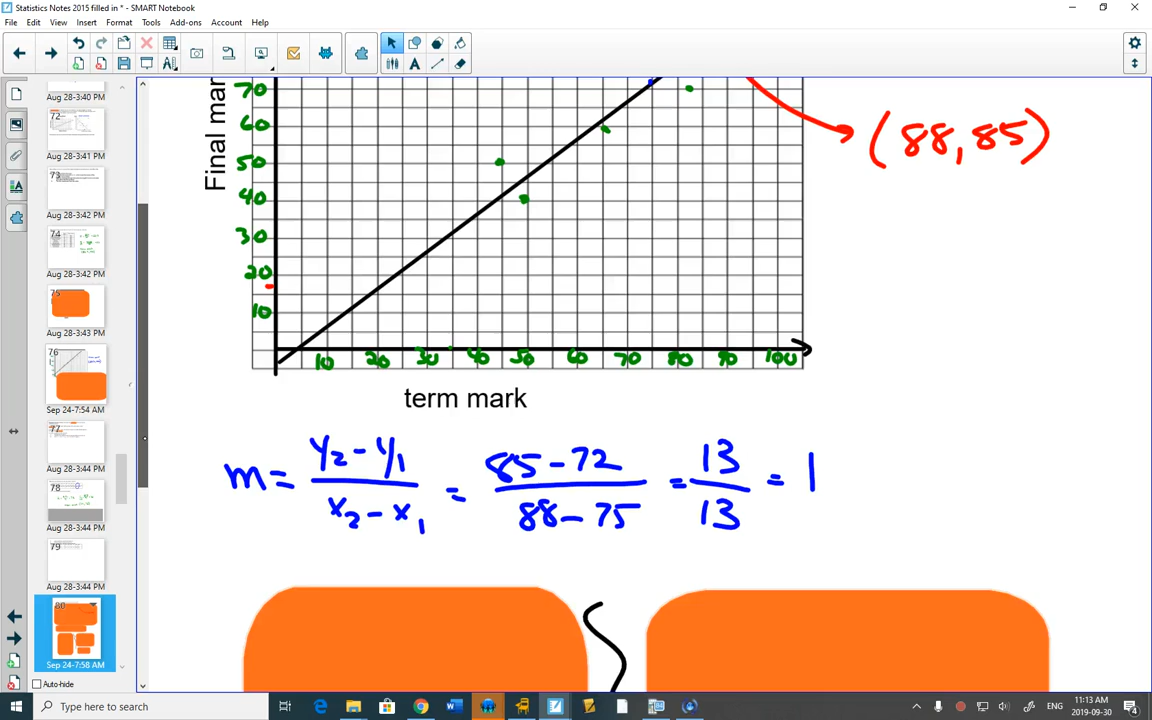 Statistics Notes 2015 filled in * - SMART Notebook
File Edit View Insert Format Tools Add-ons Account Help
Aug 28-3:40 PM
72
Aug 28-3:41 PM
73
Aug 28-3:42 PM
74
Aug 28-3:42 PM
75
Aug 28-3:43 PM
76
Sep 24-7:54 AM
77
Aug 28-3:44 PM
78
Aug 28-3:44 PM
79
Aug 28-3:44 PM
80
Sep 24-7:58 AM
Auto-hide
Final mar
70
60
50
40
30
20
10
10 20 30 40 50 60 70 80 90 100
term mark
(88,85)
m = y2 - y1 / x2 - x1 = 85 - 72 / 88 - 75 = 13 / 13 = 1
Type here to search
ENG
11:13 AM
2019-09-30
4